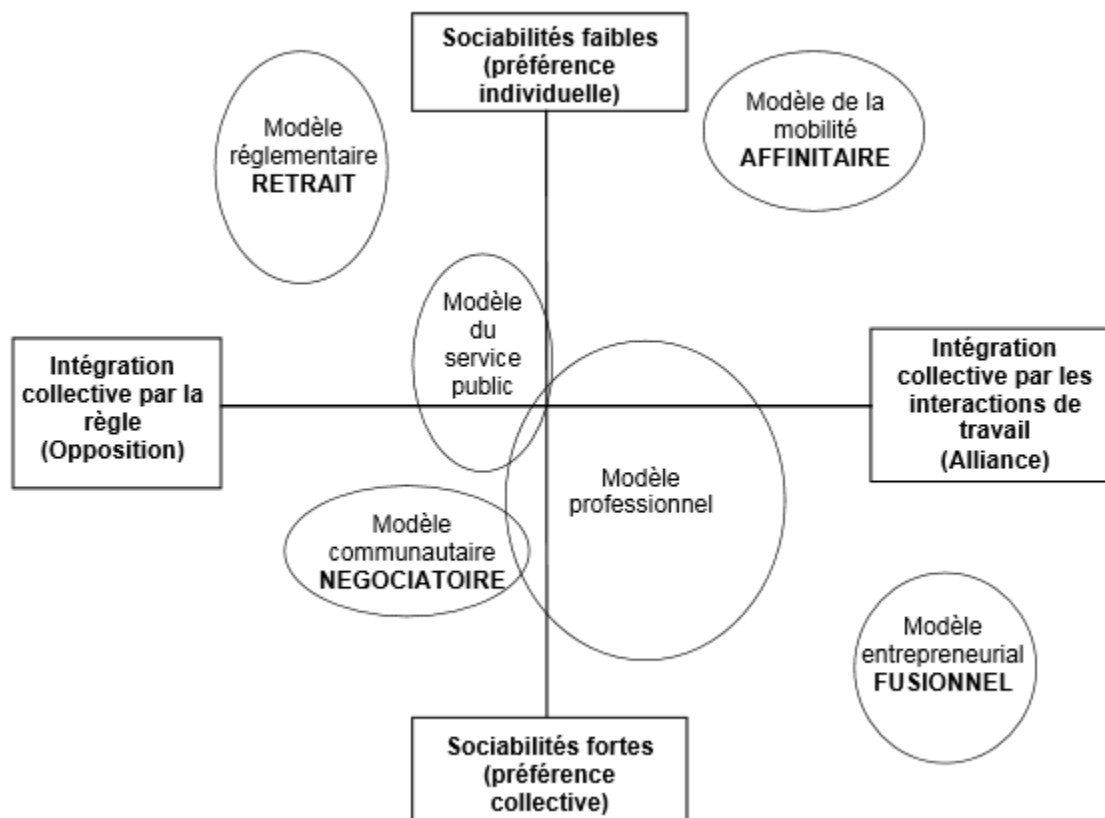 Sociabilités faibles
(préférence
individuelle)
Modèle
réglementaire
RETRAIT
Modèle de la
mobilité
AFFINITAIRE
Modèle
du
service
public
Intégration
collective par la
règle
(Opposition)
Intégration
collective par les
interactions de
travail
(Alliance)
Modèle
professionnel
Modèle
communautaire
NEGOCIATOIRE
Modèle
entrepreneurial
FUSIONNEL
Sociabilités fortes
(préférence
collective)